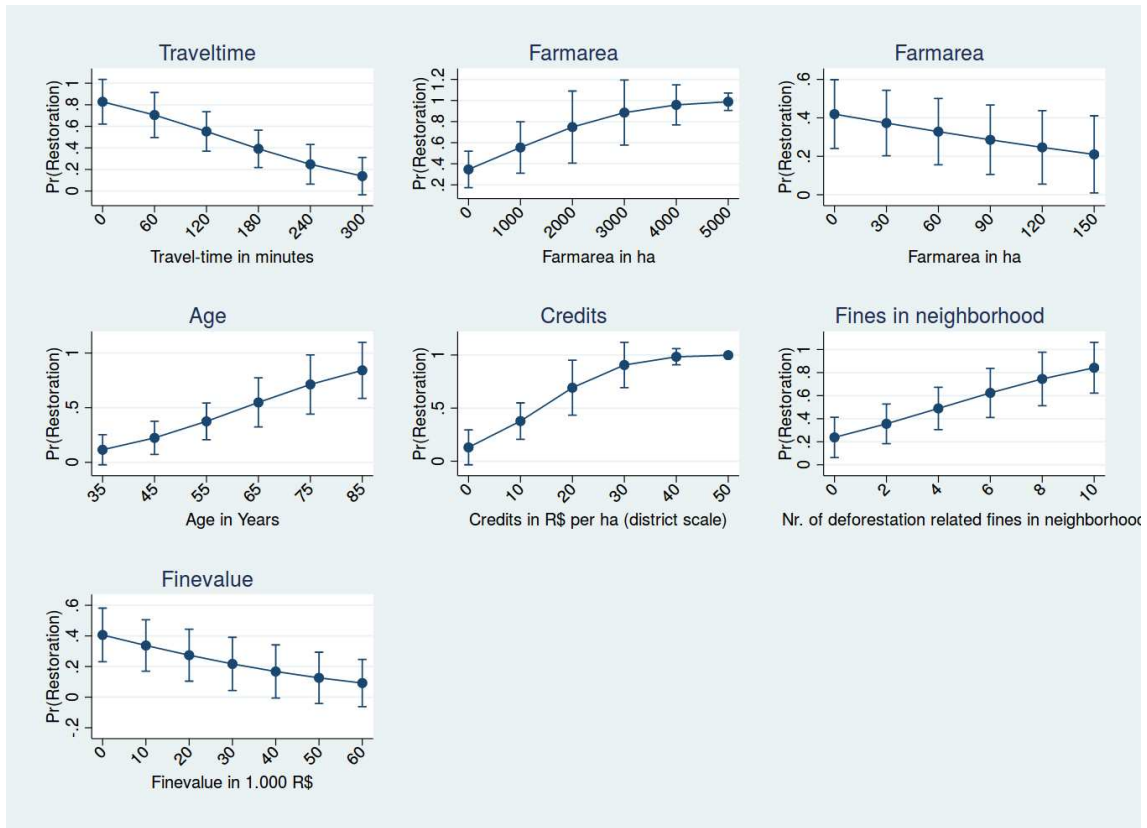 Traveltime
Pr(Restoration)
0 .2 .4 .6 .8 1
0 60 120 180 240 300
Travel-time in minutes
Farmarea
Pr(Restoration)
.2 .4 .6 .8 1 1.2
0 1000 2000 3000 4000 5000
Farmarea in ha
Farmarea
Pr(Restoration)
0 .2 .4 .6
0 30 60 90 120 150
Farmarea in ha
Age
Pr(Restoration)
0 .5 1
35 45 55 65 75 85
Age in Years
Credits
Pr(Restoration)
0 .5 1
0 10 20 30 40 50
Credits in R$ per ha (district scale)
Fines in neighborhood
Pr(Restoration)
0 .2 .4 .6 .8 1
0 2 4 6 8 10
Nr. of deforestation related fines in neighborhood
Finevalue
Pr(Restoration)
-.2 0 .2 .4 .6
0 10 20 30 40 50 60
Finevalue in 1.000 R$